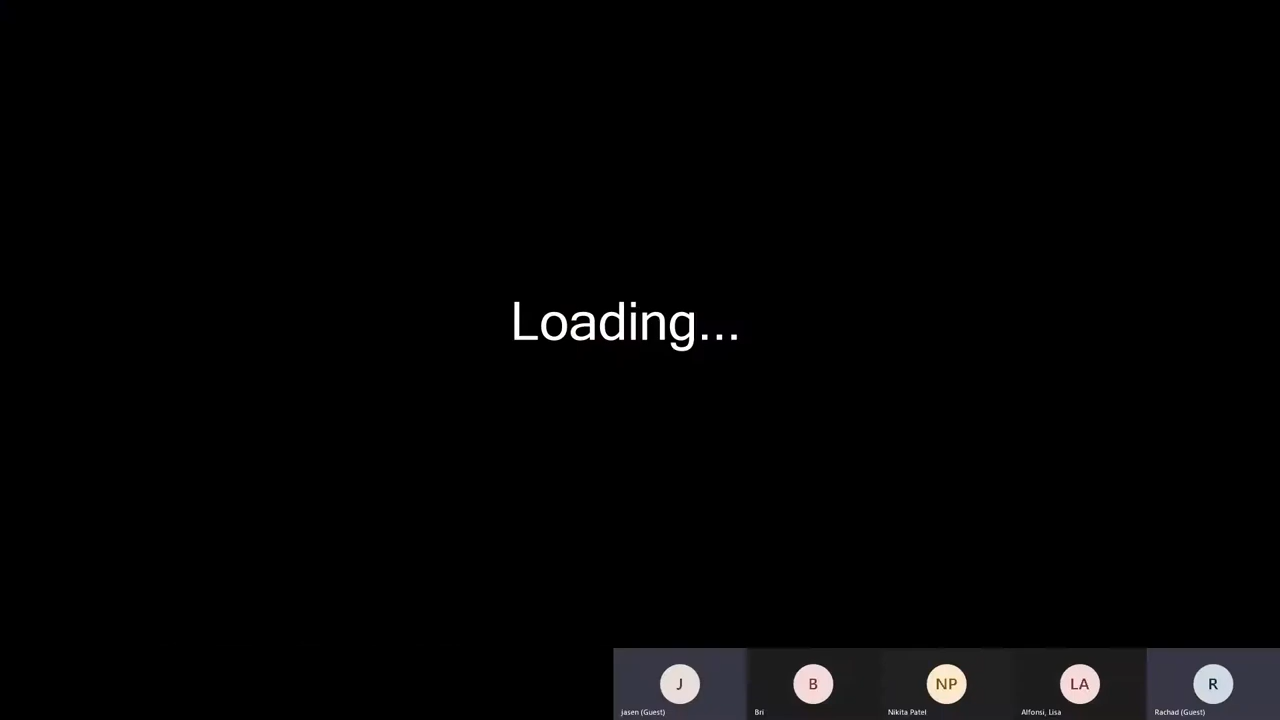 Loading...
J
B
NP
LA
R
jasen (Guest)
Bri
Nikita Patel
Alfonsi, Lisa
Rachad (Guest)